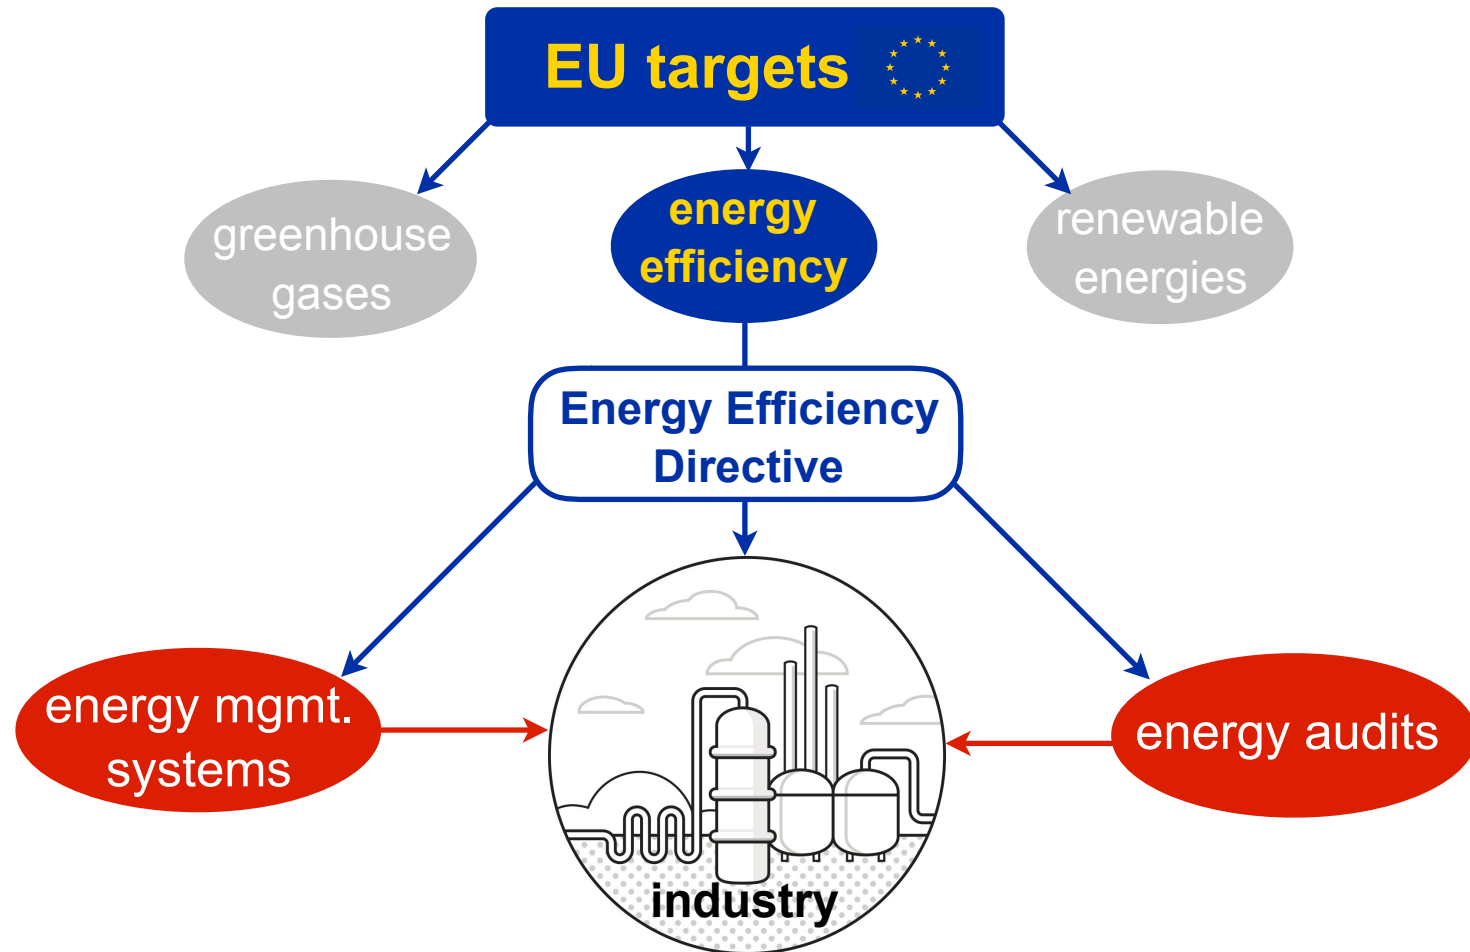 EU targets
greenhouse
gases
energy
efficiency
renewable
energies
Energy Efficiency
Directive
energy mgmt.
systems
energy audits
industry